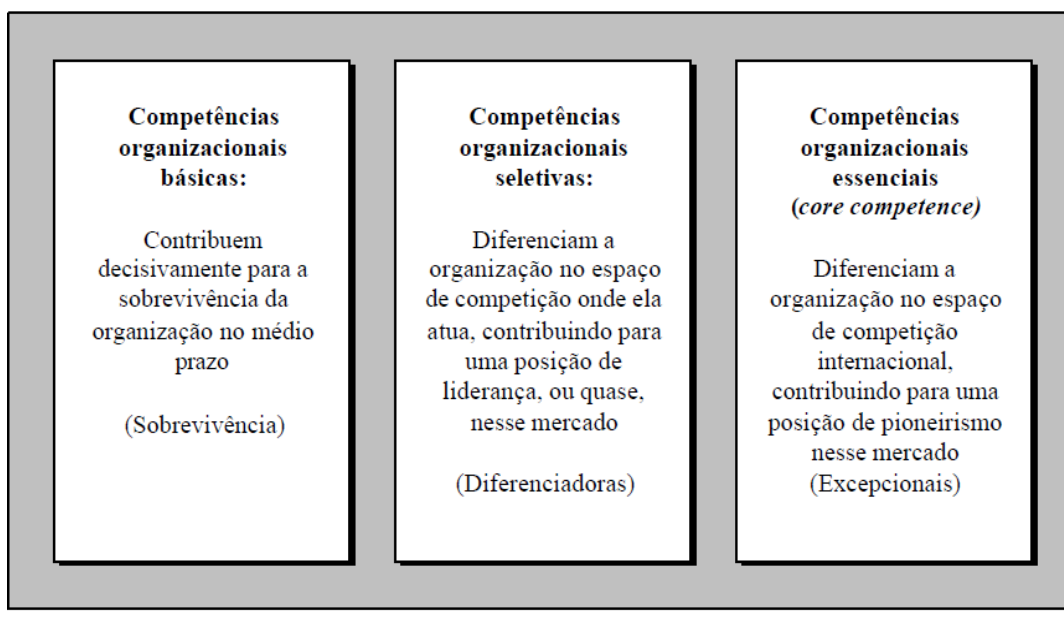 Competências
organizacionais
básicas:
Contribuem
decisivamente para a
sobrevivência da
organização no médio
prazo
(Sobrevivência)
Competências
organizacionais
seletivas:
Diferenciam a
organização no espaço
de competição onde ela
atua, contribuindo para
uma posição de
liderança, ou quase,
nesse mercado
(Diferenciadoras)
Competências
organizacionais
essenciais
(core competence)
Diferenciam a
organização no espaço
de competição
internacional,
contribuindo para uma
posição de pioneirismo
nesse mercado
(Excepcionais)